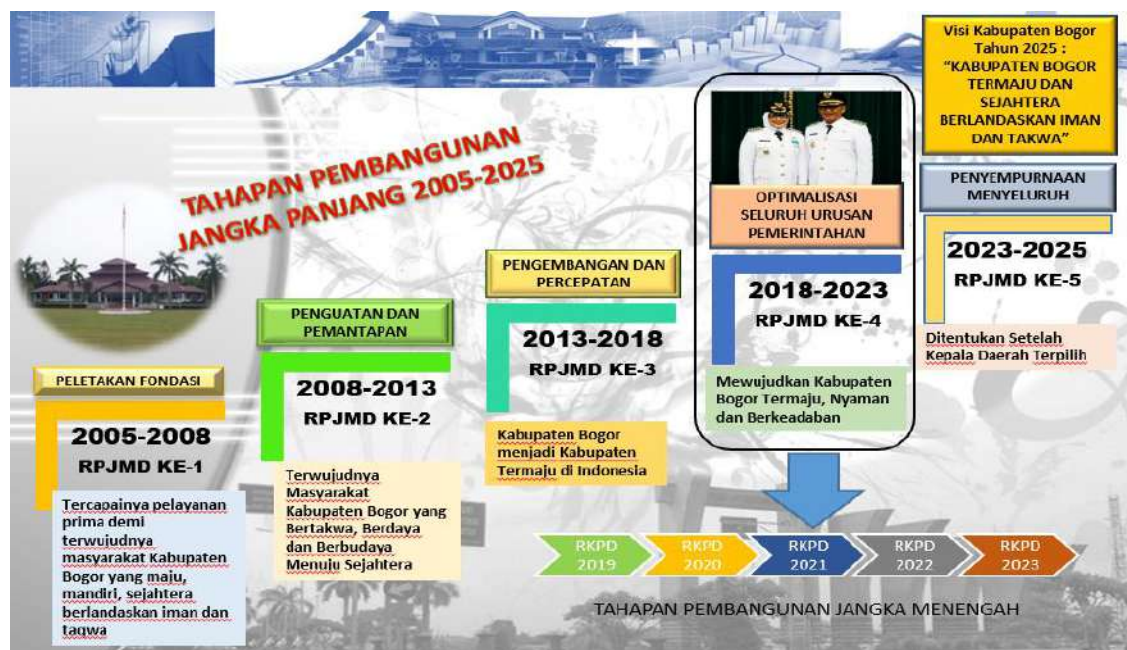 TAHAPAN PEMBANGUNAN
JANGKA PANJANG 2005-2025
PELETAKAN FONDASI
2005-2008
RPJMD KE-1
Tercapainya pelayanan
prima demi
terwujudnya
masyarakat Kabupaten
Bogor yang maju,
mandiri, sejahtera
berlandaskan iman dan
taqwa
PENGUATAN DAN
PEMANTAPAN
2008-2013
RPJMD KE-2
Terwujudnya
Masyarakat
Kabupaten Bogor yang
Bertakwa, Berdaya
dan Berbudaya
Menuju Sejahtera
PENGEMBANGAN DAN
PERCEPATAN
2013-2018
RPJMD KE-3
Kabupaten Bogor
menjadi Kabupaten
Termaju di Indonesia
OPTIMALISASI
SELURUH URUSAN
PEMERINTAHAN
2018-2023
RPJMD KE-4
Mewujudkan Kabupaten
Bogor Termaju, Nyaman
dan Berkeadaban
Visi Kabupaten Bogor
Tahun 2025 :
“KABUPATEN BOGOR
TERMAJU DAN
SEJAHTERA
BERLANDASKAN IMAN
DAN TAKWA”
PENYEMPURNAAN
MENYELURUH
2023-2025
RPJMD KE-5
Ditentukan Setelah
Kepala Daerah Terpilih
RKPD
2019
RKPD
2020
RKPD
2021
RKPD
2022
RKPD
2023
TAHAPAN PEMBANGUNAN JANGKA MENENGAH